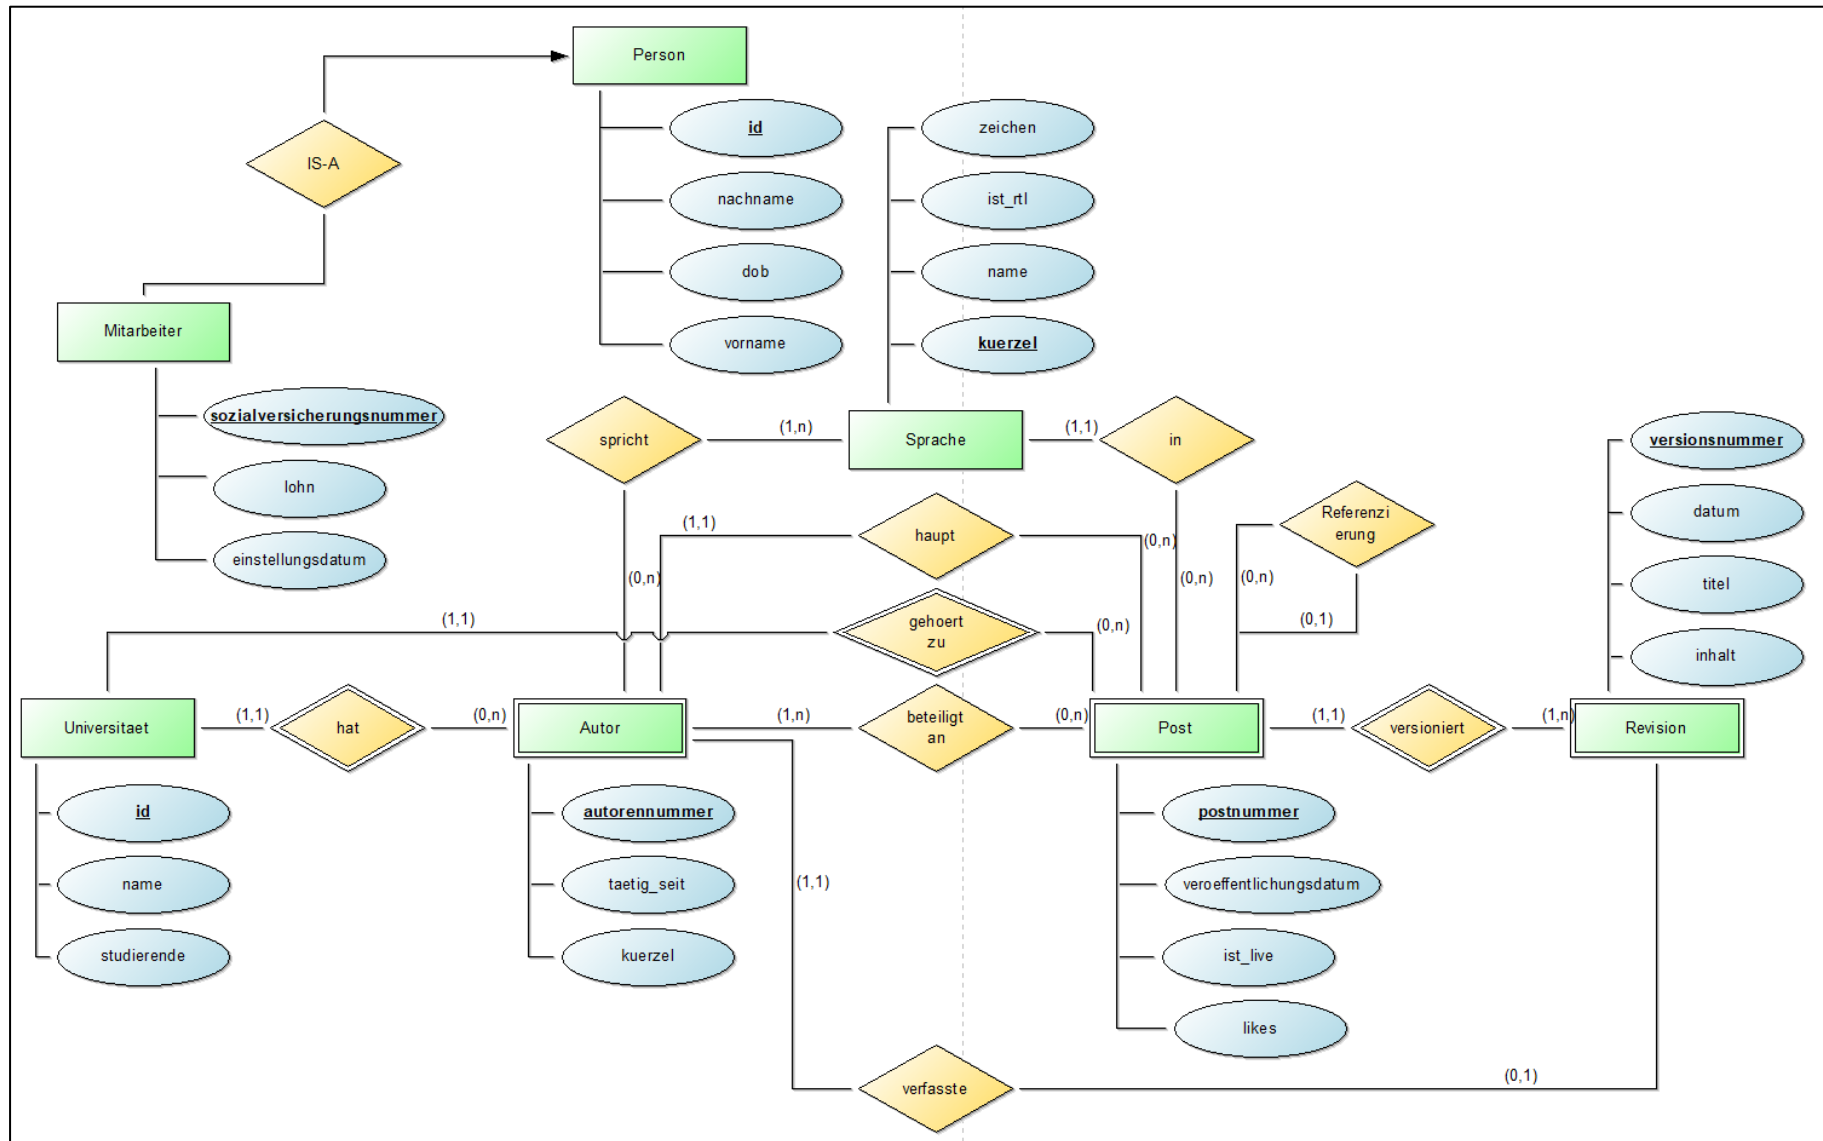 Person
id
zeichen
IS-A
nachname
ist_rtl
dob
name
Mitarbeiter
vorname
kuerzel
sozialversicherungsnummer
spricht
(1,n)
Sprache
(1,1)
in
versionsnummer
lohn
datum
(1,1)
haupt
(0,n)
Referenzi
erung
einstellungsdatum
(0,n)
(0,n)
(0,n)
titel
(1,1)
gehoert
zu
(0,n)
(0,1)
inhalt
Universitaet
(1,1)
hat
(0,n)
Autor
(1,n)
beteiligt
an
(0,n)
Post
(1,1)
versioniert
(1,n)
Revision
id
autorennummer
postnummer
name
taetig_seit
(1,1)
veroeffentlichungsdatum
studierende
kuerzel
ist_live
likes
verfasste
(0,1)